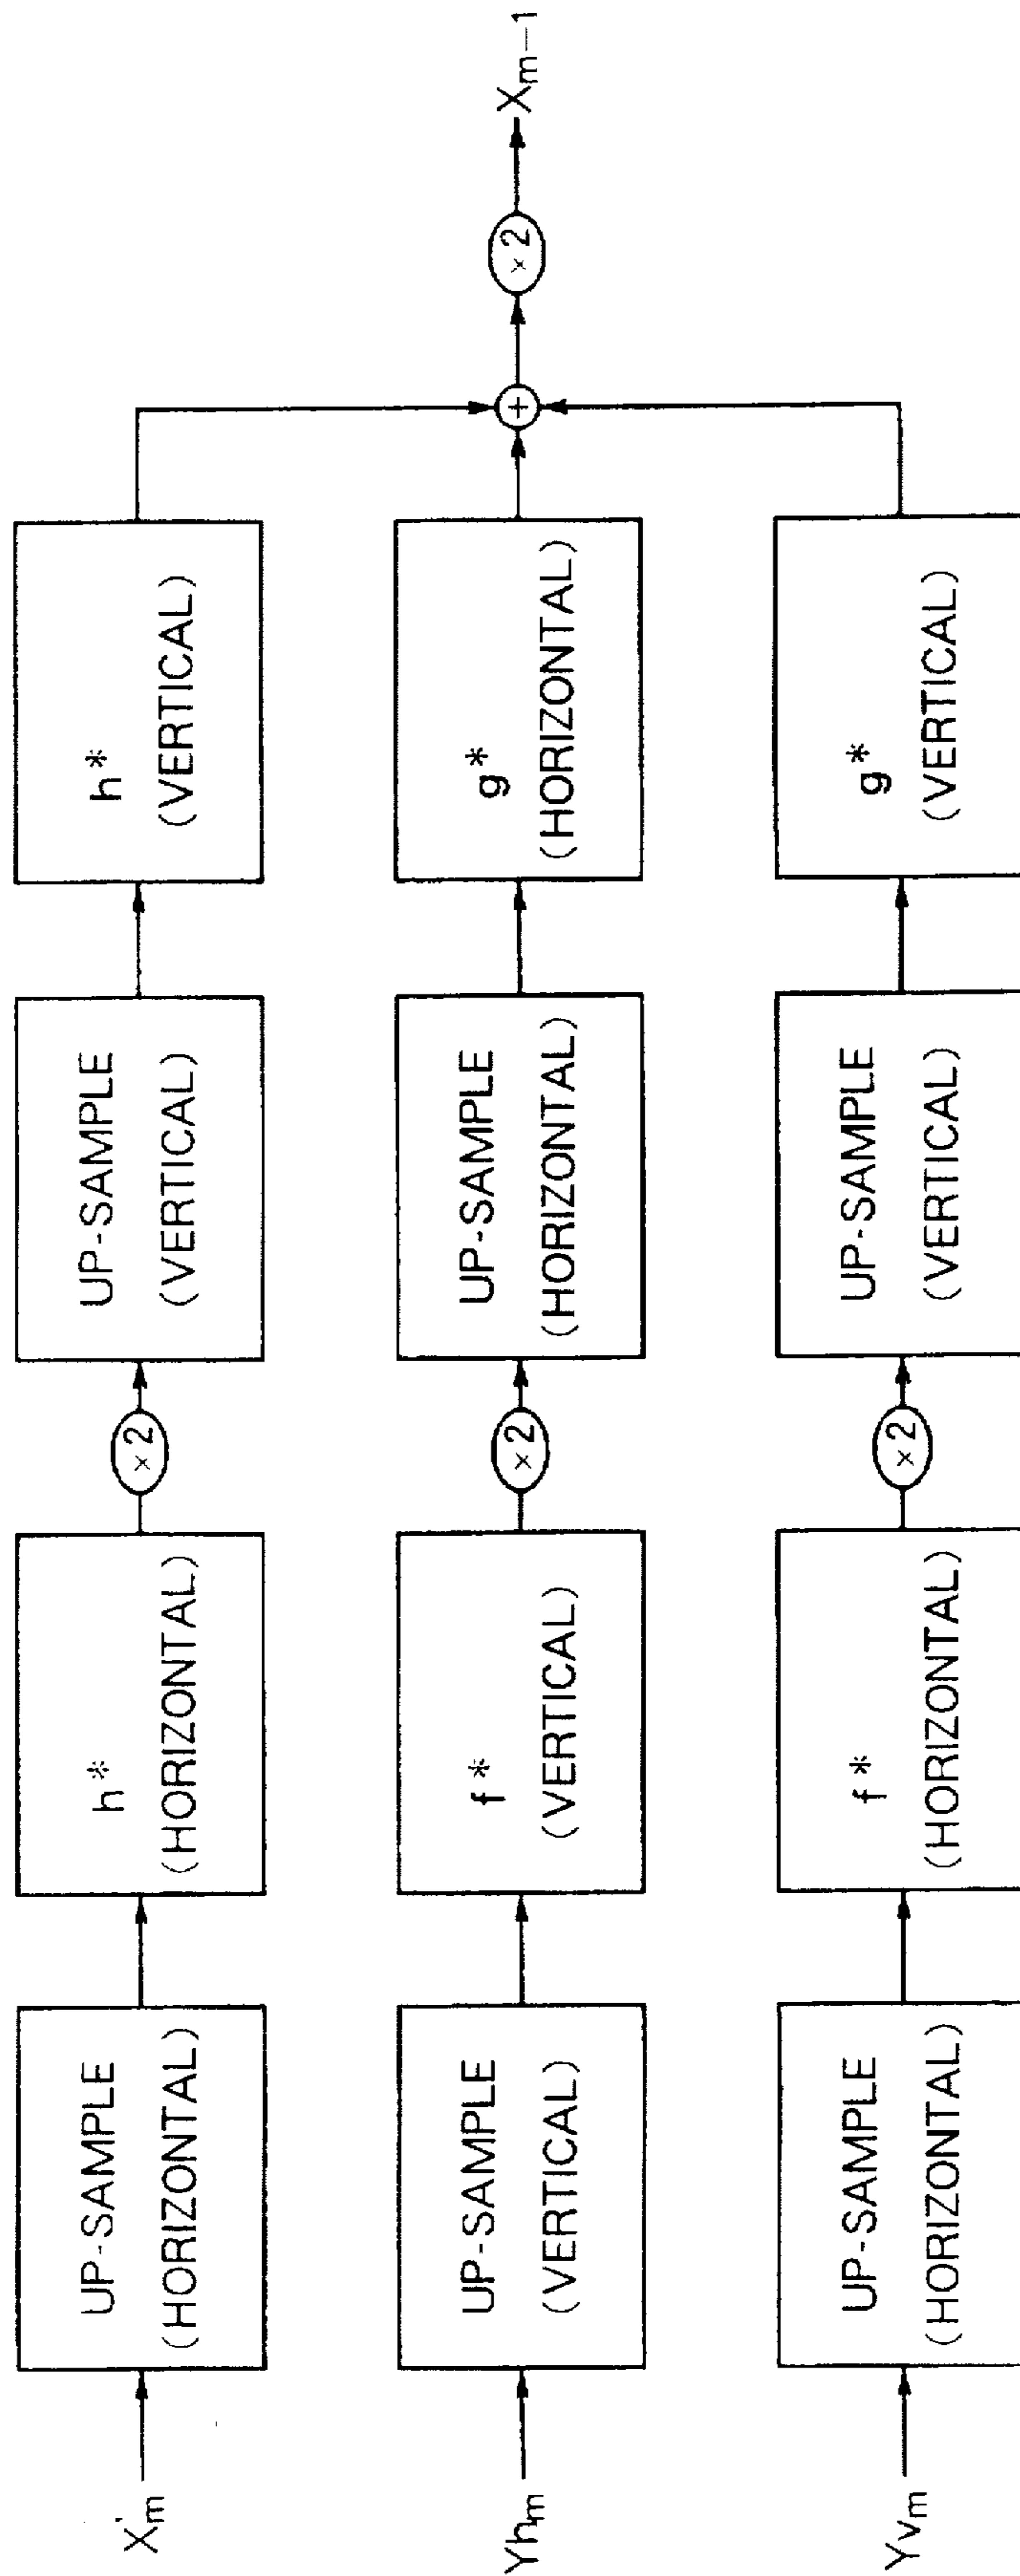 X'm
UP-SAMPLE
(HORIZONTAL)
h*
(HORIZONTAL)
×2
UP-SAMPLE
(VERTICAL)
h*
(VERTICAL)
Yhm
UP-SAMPLE
(VERTICAL)
f*
(VERTICAL)
×2
UP-SAMPLE
(HORIZONTAL)
g*
(HORIZONTAL)
+
×2
Xm−1
Yvm
UP-SAMPLE
(HORIZONTAL)
f*
(HORIZONTAL)
×2
UP-SAMPLE
(VERTICAL)
g*
(VERTICAL)